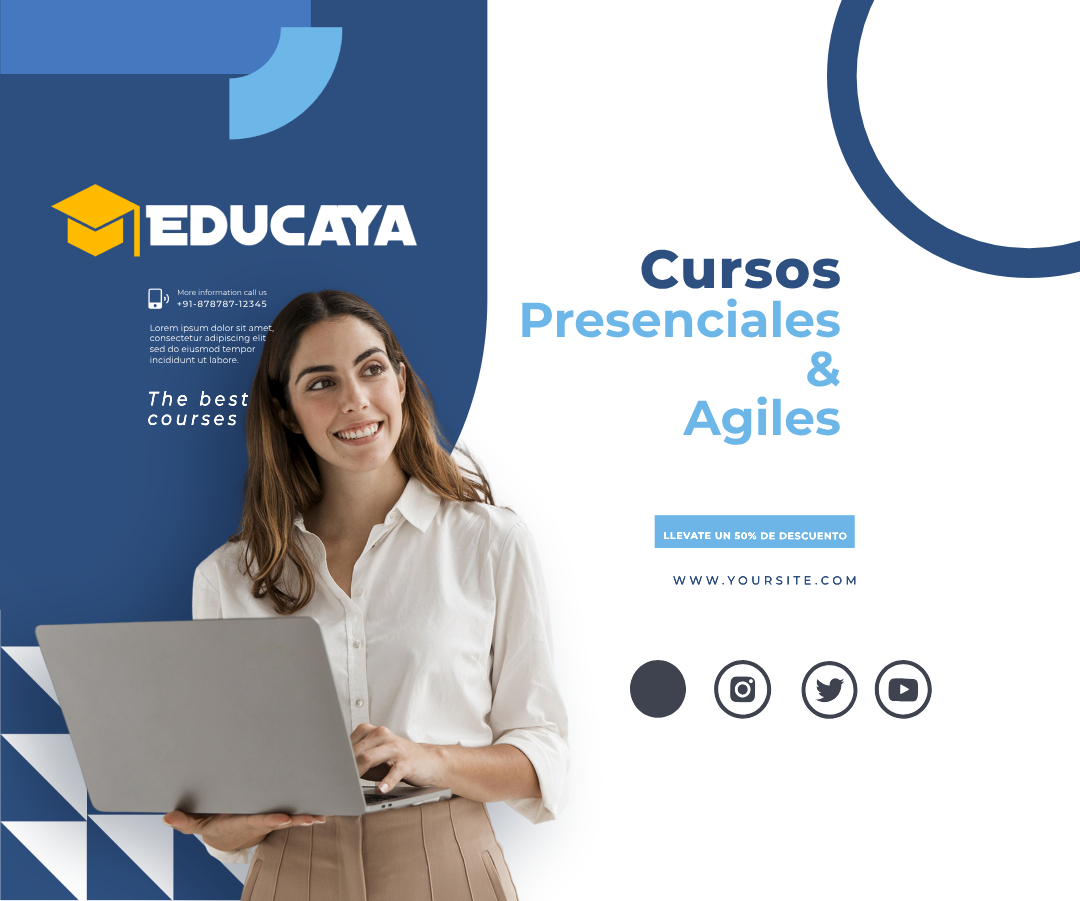 EDUCAYA
More information call us
+91-878787-12345
Lorem ipsum dolor sit amet,
consectetur adipiscing elit
sed do eiusmod tempor
incididunt ut labore.
The best
courses
Cursos
Presenciales
&
Agiles
LLEVATE UN 50% DE DESCUENTO
WWW.YOURSITE.COM